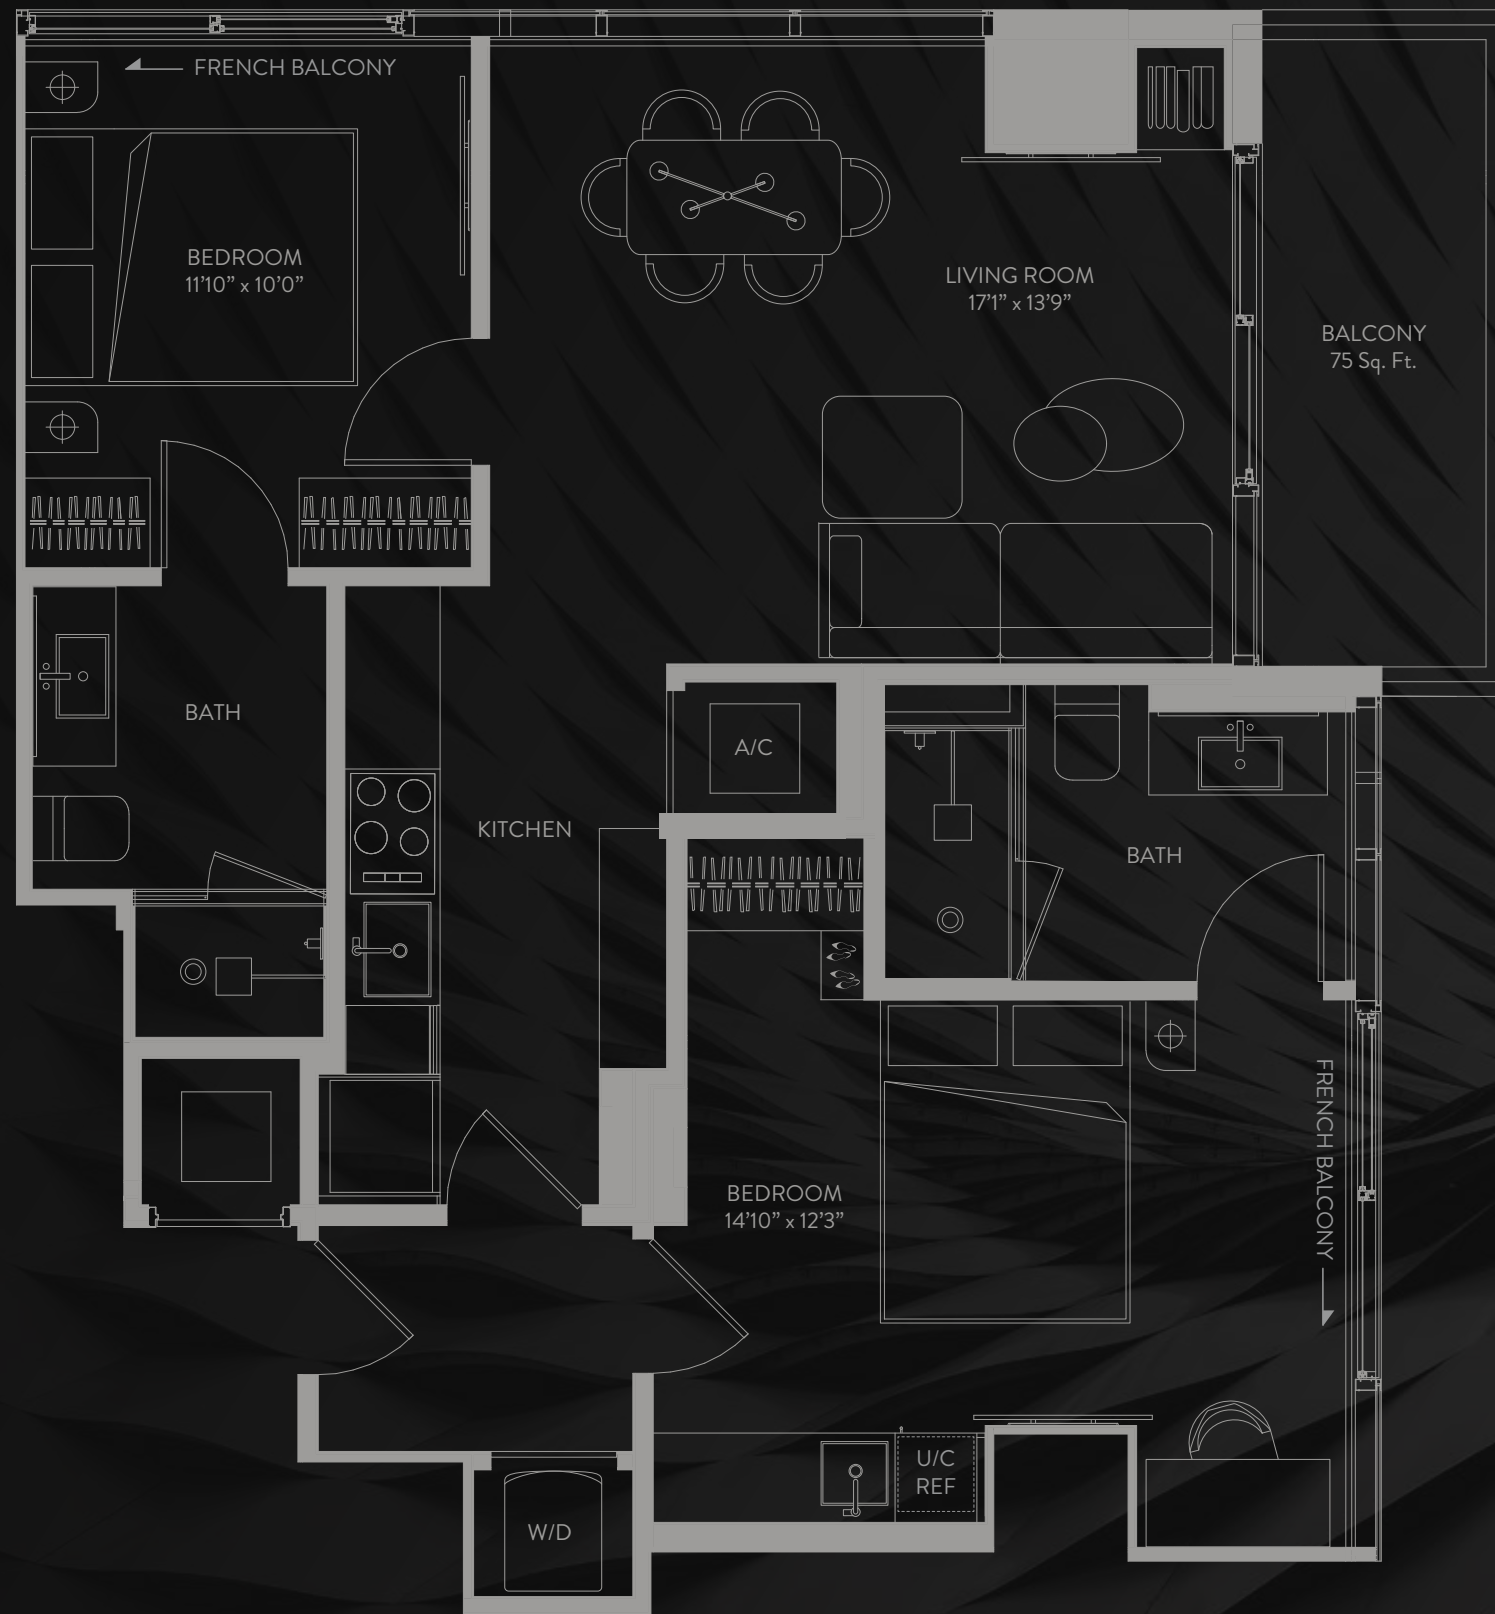 FRENCH BALCONY
BEDROOM
11'10” x 10'0”
LIVING ROOM
17'1” x 13'9”
BALCONY
75 Sq. Ft.
BATH
A/C
KITCHEN
BATH
FRENCH BALCONY
BEDROOM
14'10” x 12'3”
U/C
REF
W/D